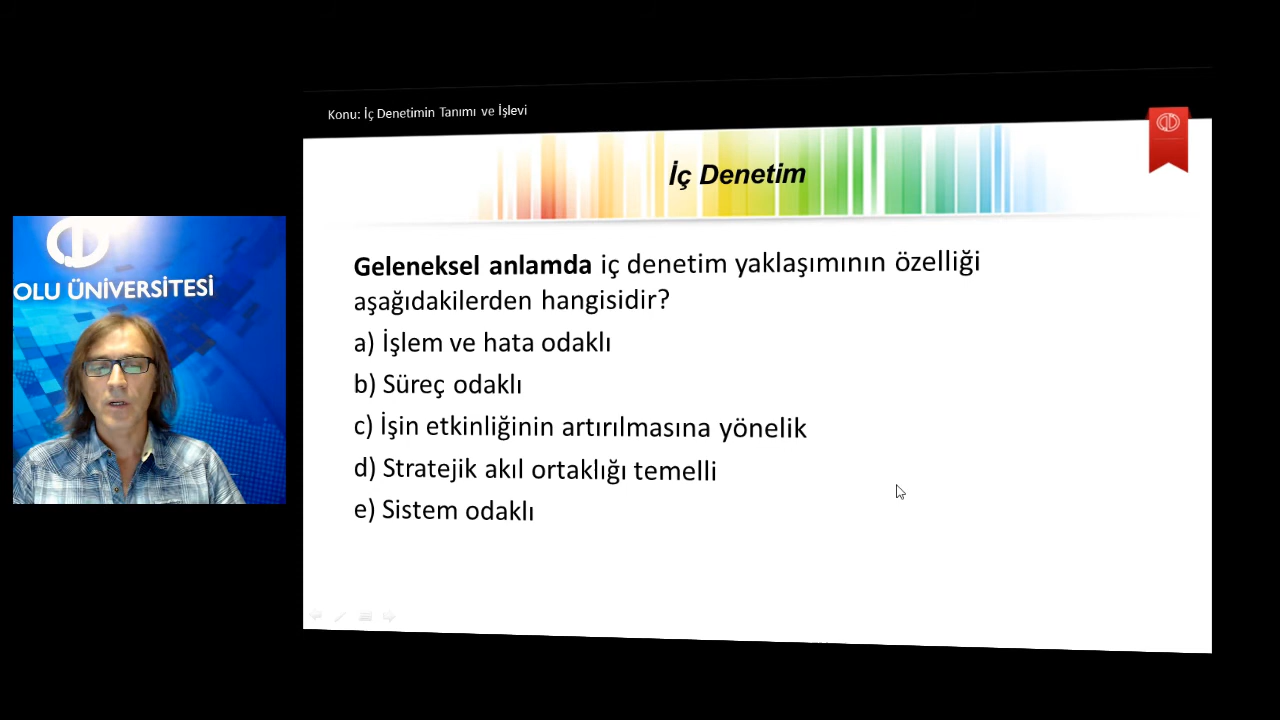 Konu: İç Denetimin Tanımı ve İşlevi
İç Denetim
OLU ÜNİVERSİTESİ
Geleneksel anlamda iç denetim yaklaşımının özelliği
aşağıdakilerden hangisidir?
a) İşlem ve hata odaklı
b) Süreç odaklı
c) İşin etkinliğinin artırılmasına yönelik
d) Stratejik akıl ortaklığı temelli
e) Sistem odaklı